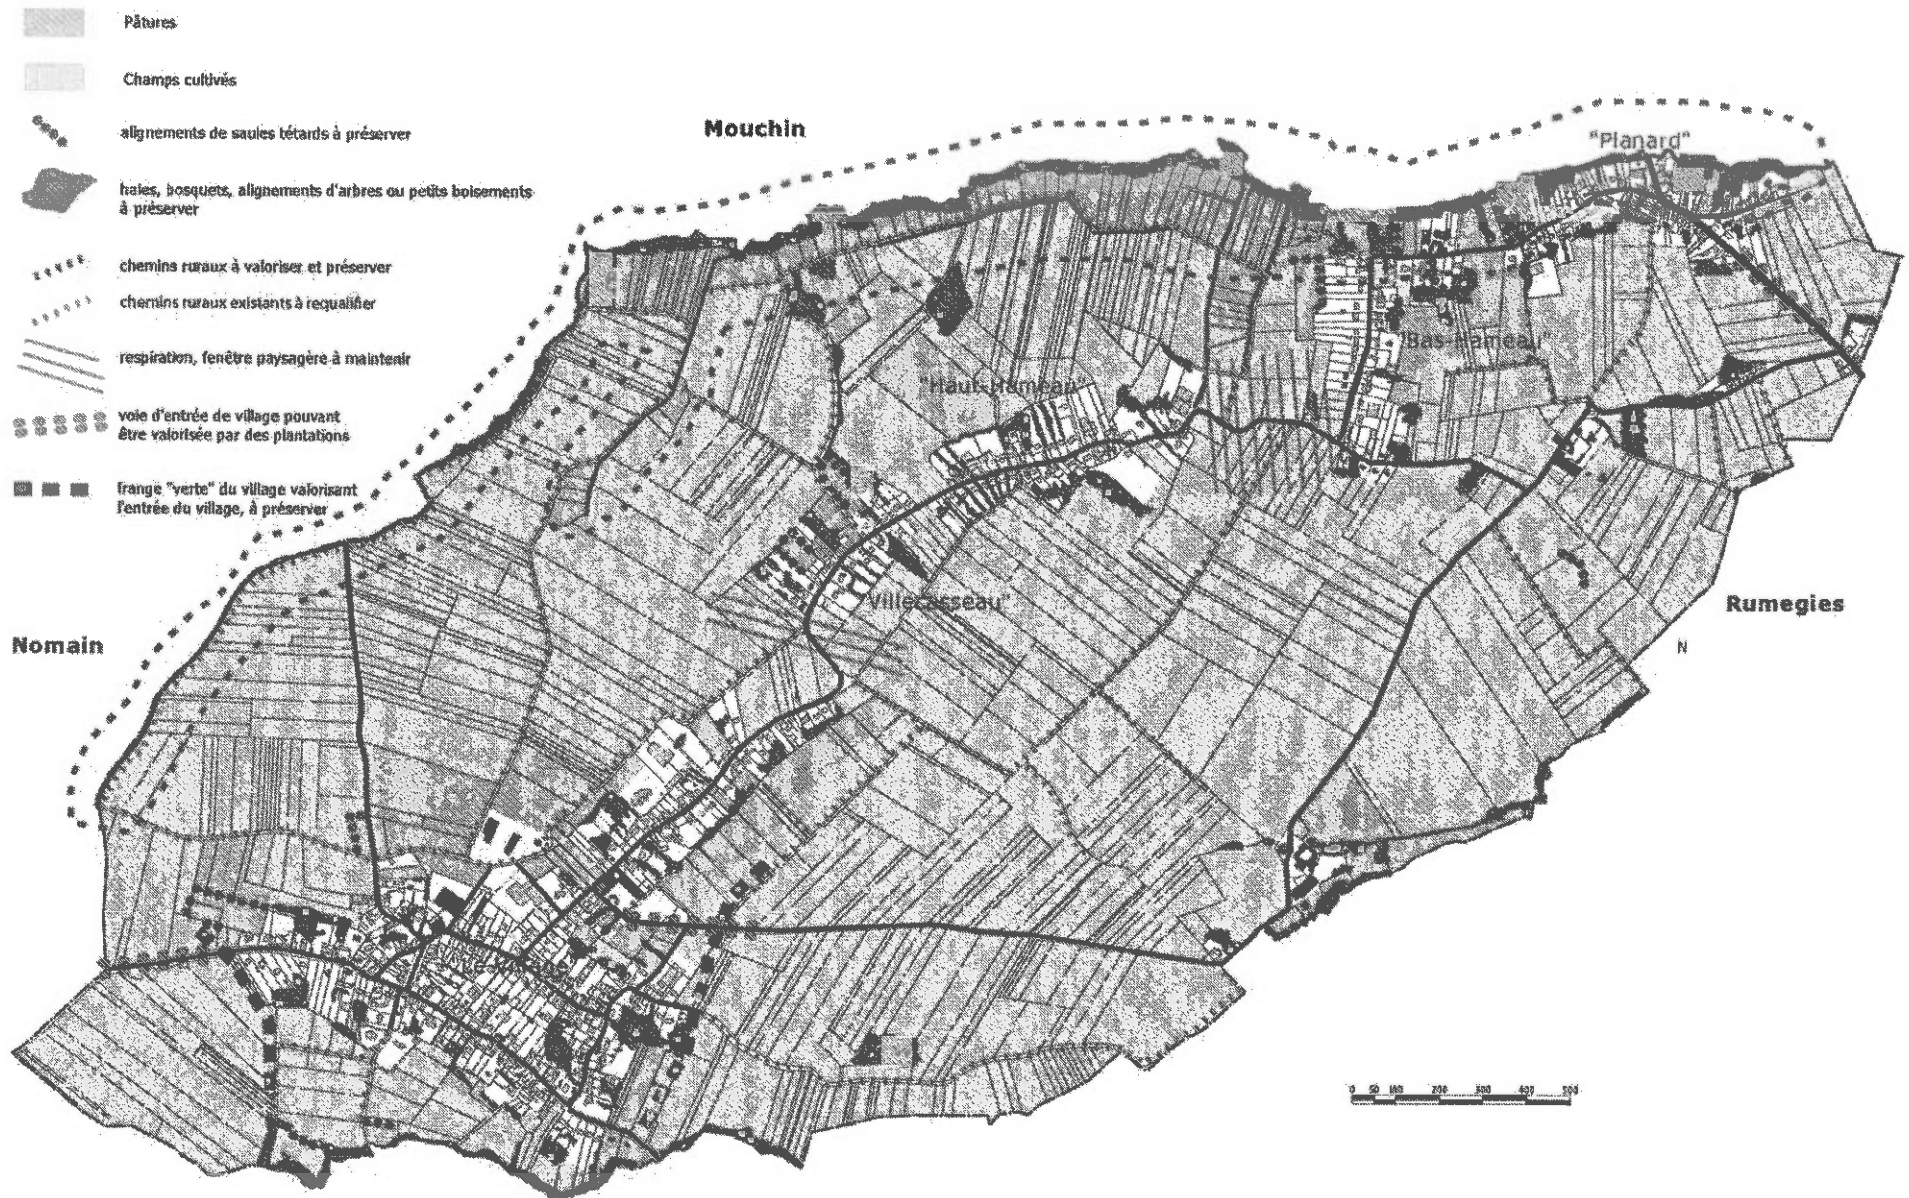 Pâtures
Champs cultivés
alignements de saules tétards à préserver
haies, bosquets, alignements d'arbres ou petits boisements
à préserver
chemins ruraux à valoriser et préserver
chemins ruraux existants à requalifier
respiration, fenêtre paysagère à maintenir
voie d'entrée de village pouvant
être valorisée par des plantations
frange "verte" du village valorisant
l'entrée du village, à préserver
Mouchin
"Planard"
"Bas-Hameau"
"Haut-Hameau"
"Villecasseau"
Rumegies
Nomain
N
0 50 100 200 300 400 500